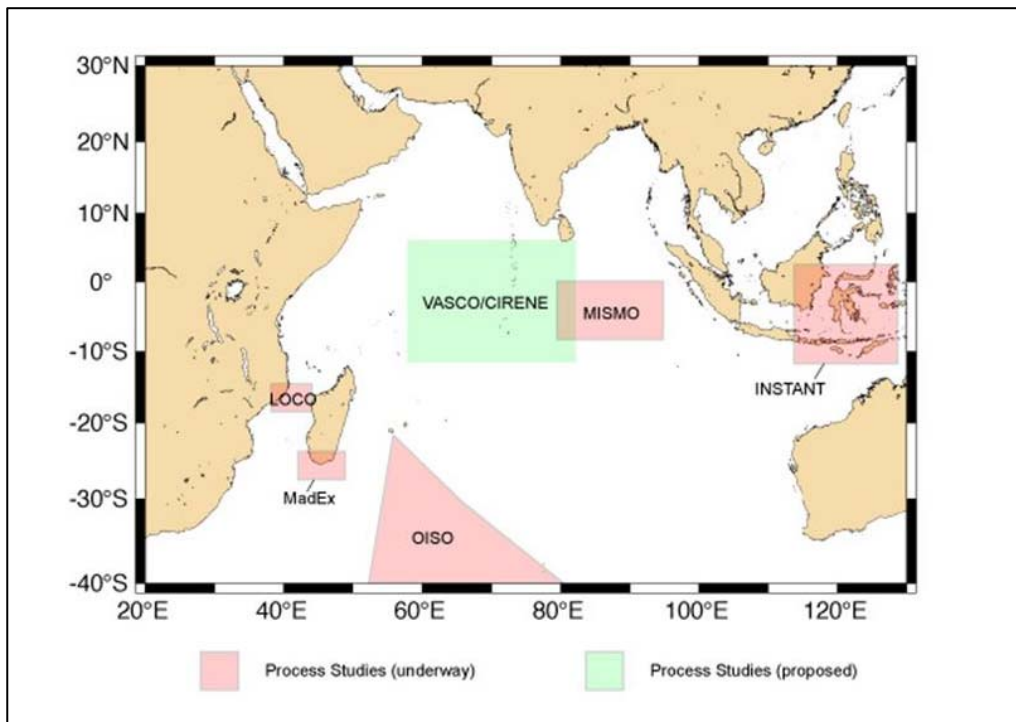 30°N
20°N
10°N
0°
-10°S
-20°S
-30°S
-40°S
VASCO/CIRENE
MISMO
INSTANT
LOCO
MadEx
OISO
20°E
40°E
60°E
80°E
100°E
120°E
Process Studies (underway)
Process Studies (proposed)